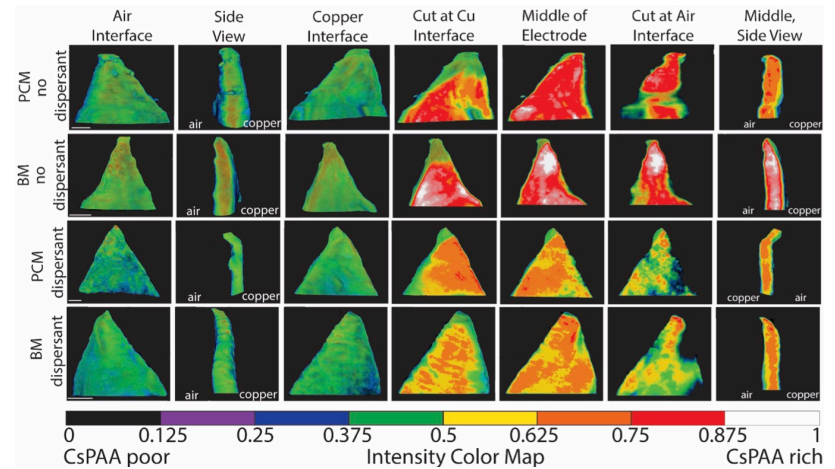 Air Interface
Side View
Copper Interface
Cut at Cu Interface
Middle of Electrode
Cut at Air Interface
Middle, Side View
PCM no dispersant
air copper
air copper
BM no dispersant
air copper
air copper
PCM dispersant
air copper
copper air
BM dispersant
air copper
air copper
0 0.125 0.25 0.375 0.5 0.625 0.75 0.875 1
CsPAA poor Intensity Color Map CsPAA rich